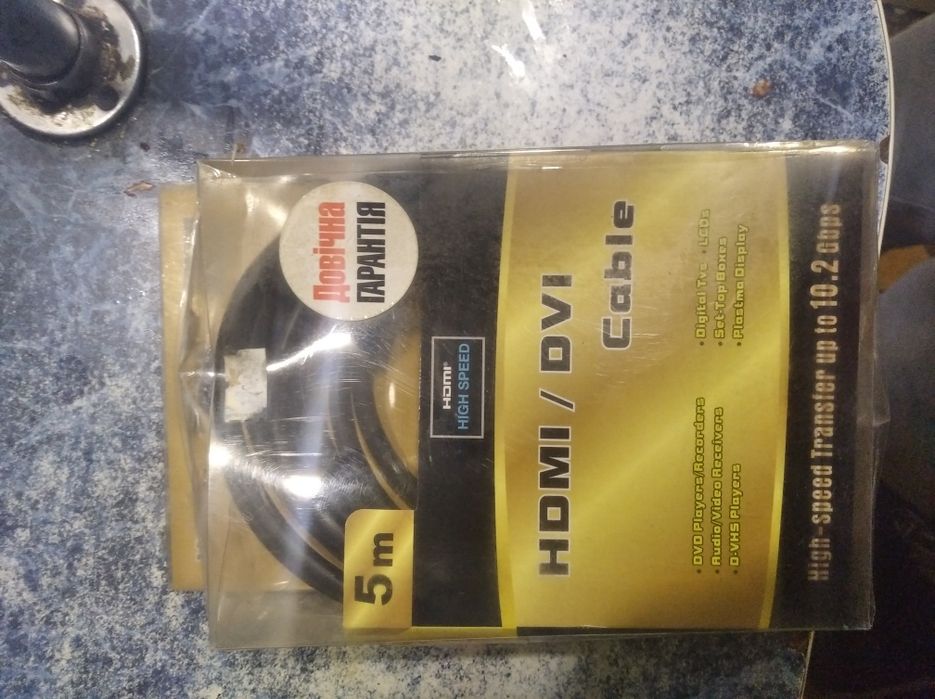 Довічна
ГАРАНТІЯ
5m
HDMI
HIGH SPEED
HDMI / DVI
Cable
• DVD Players/Recorders
• Audio/Video Receivers
• D-VHS Players
• Digital Tvs • LCDs
• Set-Top Boxes
• Plastma Display
High-speed Transfer up to 10.2 Gbps